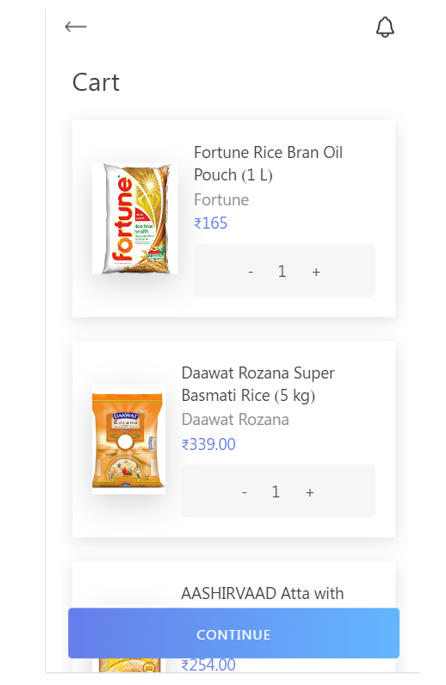 Cart
fortune
rice bran
health
Fortune Rice Bran Oil
Pouch (1 L)
Fortune
₹165
- 1 +
DAAWAT
Rozana
Daawat Rozana Super
Basmati Rice (5 kg)
Daawat Rozana
₹339.00
- 1 +
AASHIRVAAD Atta with
CONTINUE
₹254.00